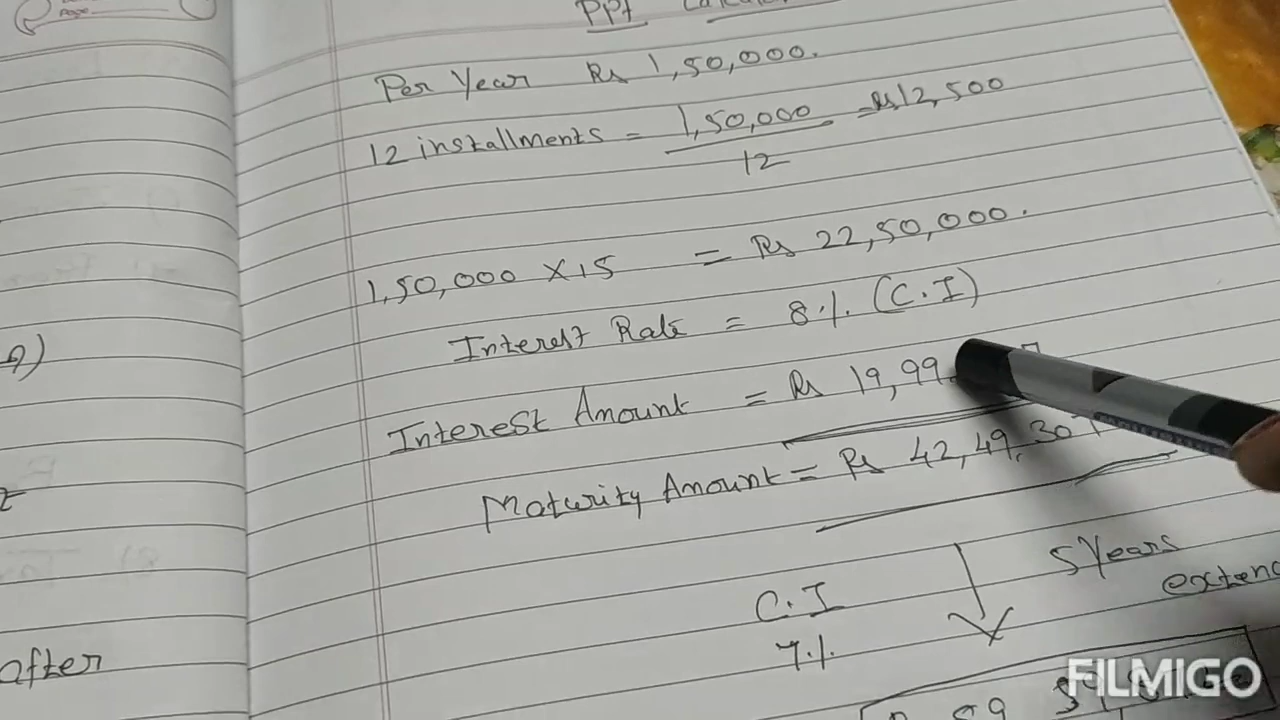 Page
PPf
Per Year Rs 1,50,000.
12 installments = 1,50,000 / 12 = Rs 12,500
1,50,000 X 15 = Rs 22,50,000.
Interest Rate = 8 % (C.I)
Interest Amount = Rs 19,99
Maturity Amount = Rs 42,49,30
5 Years
C.I
7 %
after
FILMIGO